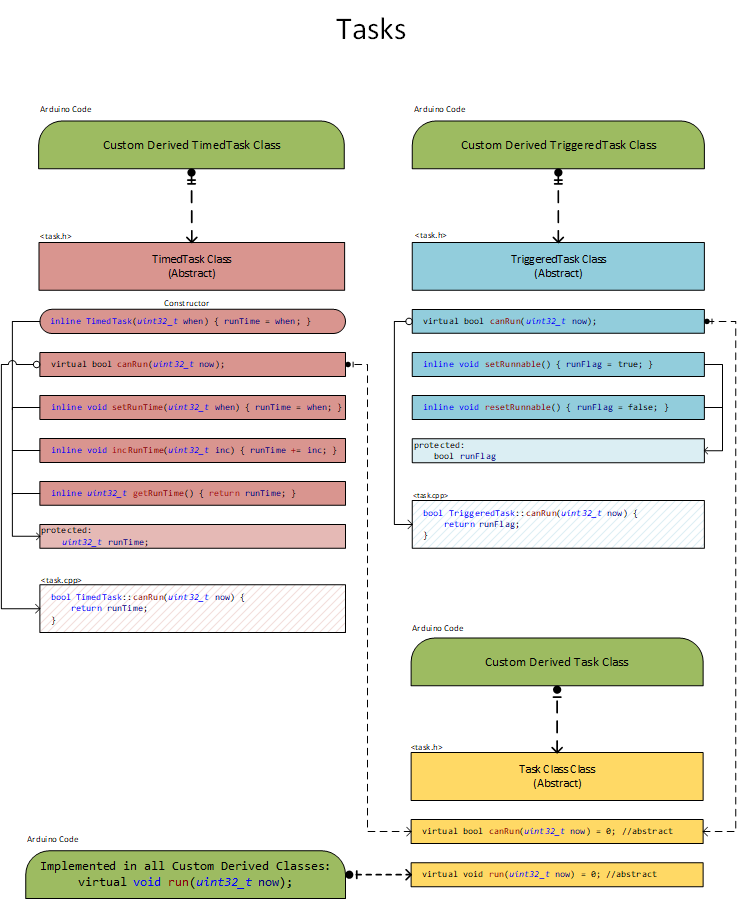 Tasks
Arduino Code
Custom Derived TimedTask Class
<task.h>
TimedTask Class
(Abstract)
Constructor
inline TimedTask(uint32_t when) { runTime = when; }
virtual bool canRun(uint32_t now);
inline void setRunTime(uint32_t when) { runTime = when; }
inline void incRunTime(uint32_t inc) { runTime += inc; }
inline uint32_t getRunTime() { return runTime; }
protected:
uint32_t runTime;
<task.cpp>
bool TimedTask::canRun(uint32_t now) {
return runTime;
}
Arduino Code
Custom Derived TriggeredTask Class
<task.h>
TriggeredTask Class
(Abstract)
virtual bool canRun(uint32_t now);
inline void setRunnable() { runFlag = true; }
inline void resetRunnable() { runFlag = false; }
protected:
bool runFlag
<task.cpp>
bool TriggeredTask::canRun(uint32_t now) {
return runFlag;
}
Arduino Code
Custom Derived Task Class
<task.h>
Task Class Class
(Abstract)
virtual bool canRun(uint32_t now) = 0; //abstract
virtual void run(uint32_t now) = 0; //abstract
Arduino Code
Implemented in all Custom Derived Classes:
virtual void run(uint32_t now);